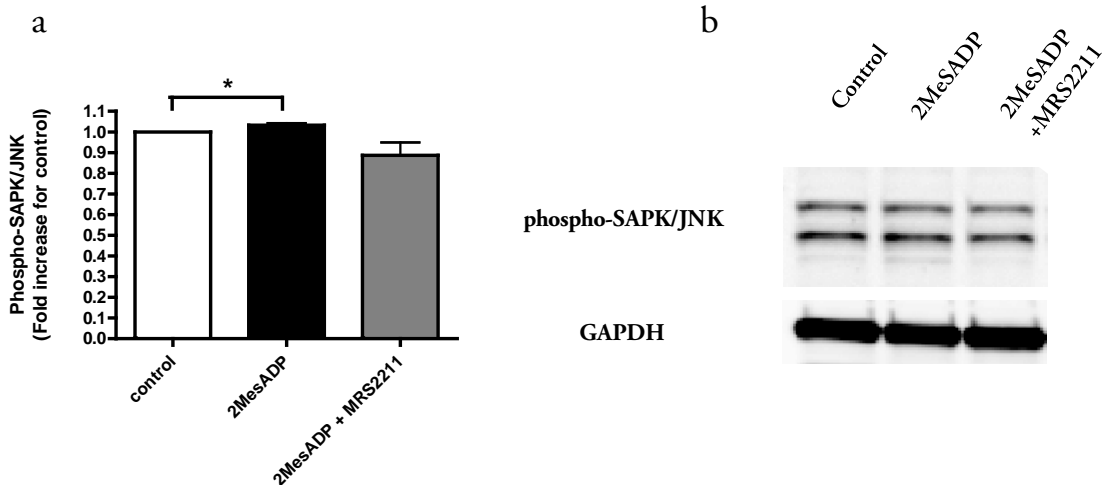 a
Phospho-SAPK/JNK
(Fold increase for control)
*
1.1
1.0
0.9
0.8
0.7
0.6
0.5
0.4
0.3
0.2
0.1
0.0
control
2MesADP
2MesADP + MRS2211
b
Control
2MeSADP
2MeSADP
+MRS2211
phospho-SAPK/JNK
GAPDH